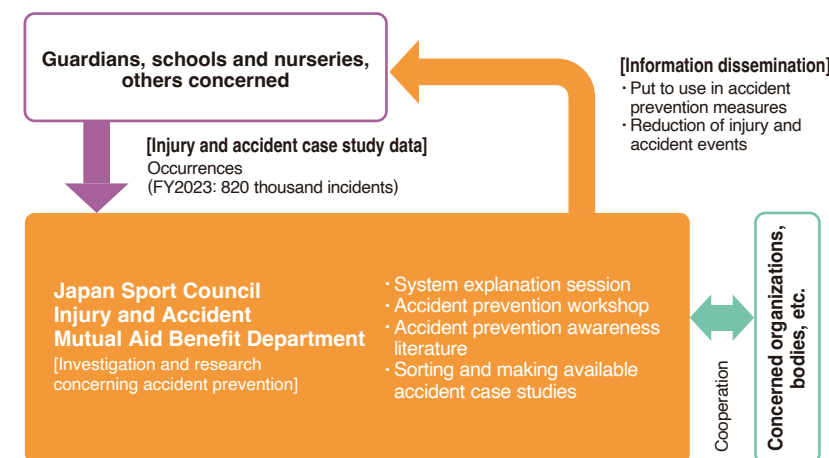 Guardians, schools and nurseries,
others concerned
[Information dissemination]
・Put to use in accident
prevention measures
・Reduction of injury and
accident events
[Injury and accident case study data]
Occurrences
(FY2023: 820 thousand incidents)
Japan Sport Council
Injury and Accident
Mutual Aid Benefit Department
[Investigation and research
concerning accident prevention]
・System explanation session
・Accident prevention workshop
・Accident prevention awareness
literature
・Sorting and making available
accident case studies
Cooperation
Concerned organizations,
bodies, etc.